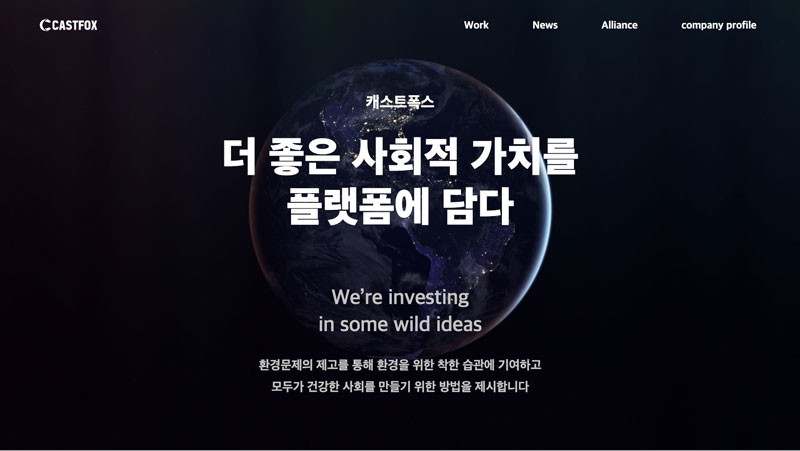 CASTFOX
Work News Alliance company profile
캐스트폭스
더 좋은 사회적 가치를
플랫폼에 담다
We're investing
in some wild ideas
환경문제의 제고를 통해 환경을 위한 착한 습관에 기여하고
모두가 건강한 사회를 만들기 위한 방법을 제시합니다